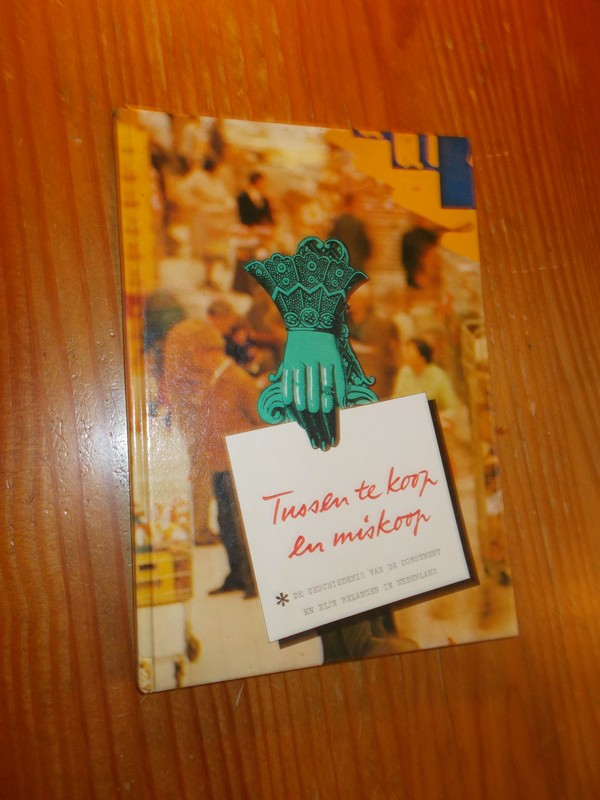 Tussen te koop
en miskoop
* DE GESCHIEDENIS VAN DE CONSUMENT
EN ZIJN BELANGEN IN NEDERLAND